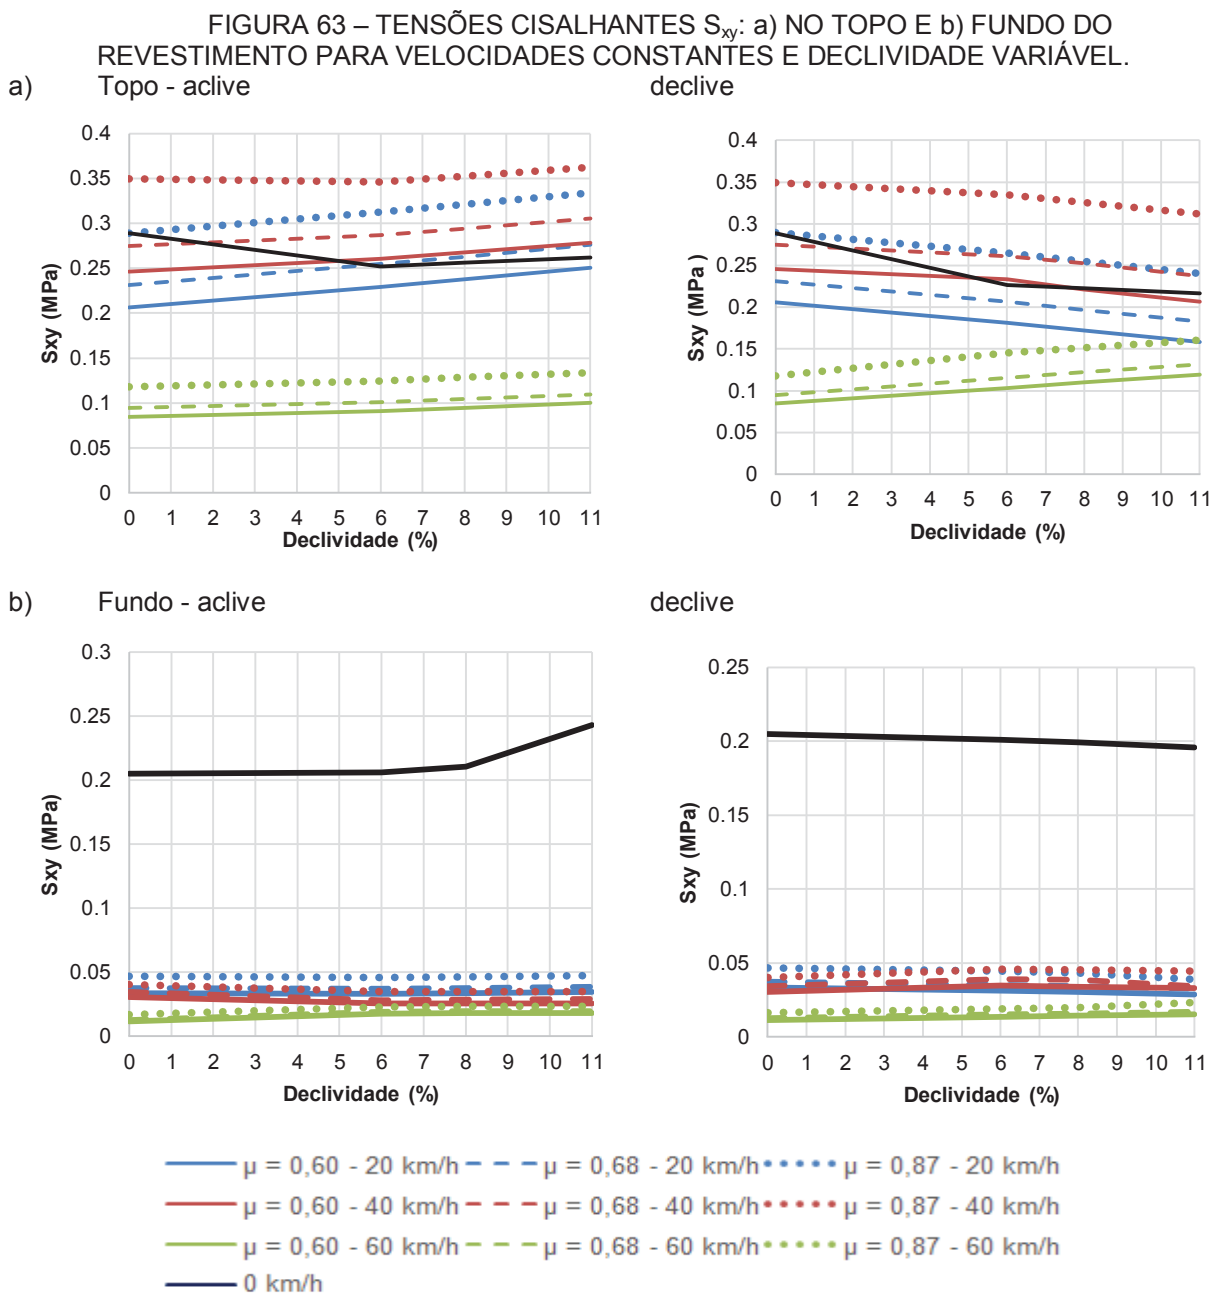 FIGURA 63 – TENSÕES CISALHANTES Sxy: a) NO TOPO E b) FUNDO DO
REVESTIMENTO PARA VELOCIDADES CONSTANTES E DECLIVIDADE VARIÁVEL.
a) Topo - aclive declive
0.4
0.35
0.3
0.25
0.2
0.15
0.1
0.05
0
Sxy (MPa)
0 1 2 3 4 5 6 7 8 9 10 11
Declividade (%)
0.4
0.35
0.3
0.25
0.2
0.15
0.1
0.05
0
Sxy (MPa )
0 1 2 3 4 5 6 7 8 9 10 11
Declividade (%)
b) Fundo - aclive declive
0.3
0.25
0.2
0.15
0.1
0.05
0
Sxy (MPa)
0 1 2 3 4 5 6 7 8 9 10 11
Declividade (%)
0.25
0.2
0.15
0.1
0.05
0
Sxy (MPa)
0 1 2 3 4 5 6 7 8 9 10 11
Declividade (%)
μ = 0,60 - 20 km/h μ = 0,68 - 20 km/h μ = 0,87 - 20 km/h
μ = 0,60 - 40 km/h μ = 0,68 - 40 km/h μ = 0,87 - 40 km/h
μ = 0,60 - 60 km/h μ = 0,68 - 60 km/h μ = 0,87 - 60 km/h
0 km/h